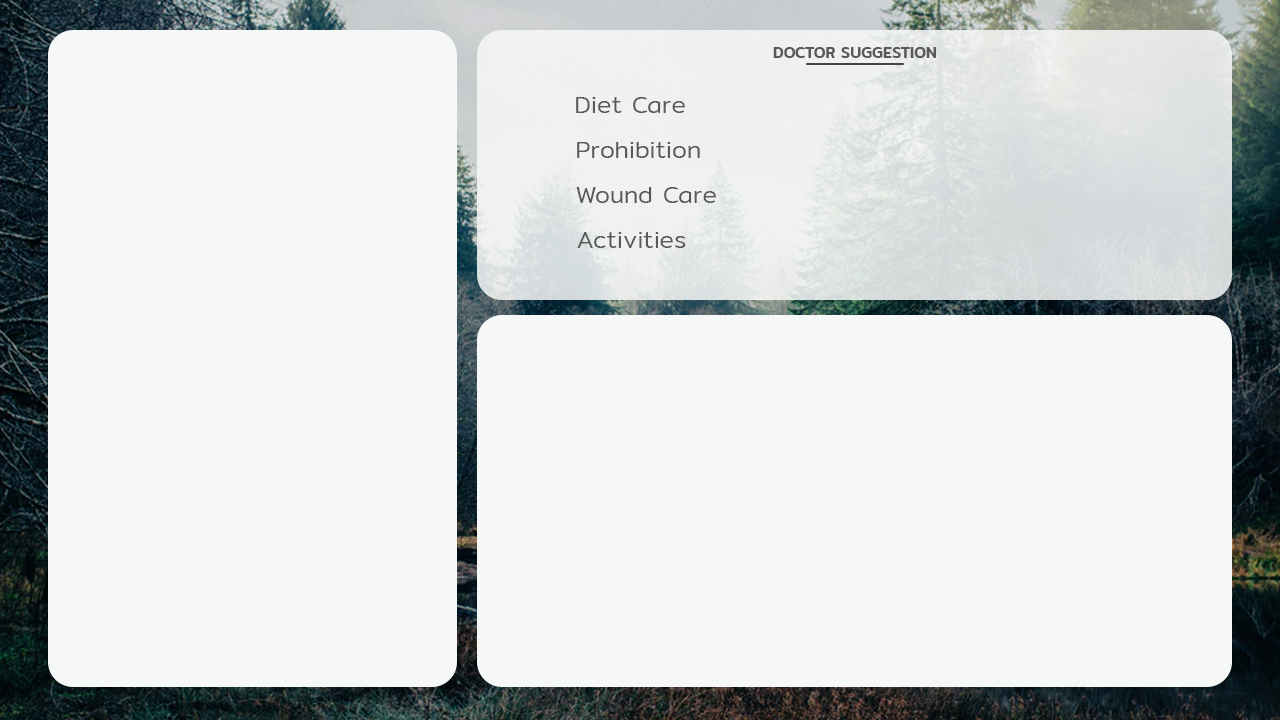 DOCTOR SUGGESTION
Diet Care
Prohibition
Wound Care
Activities